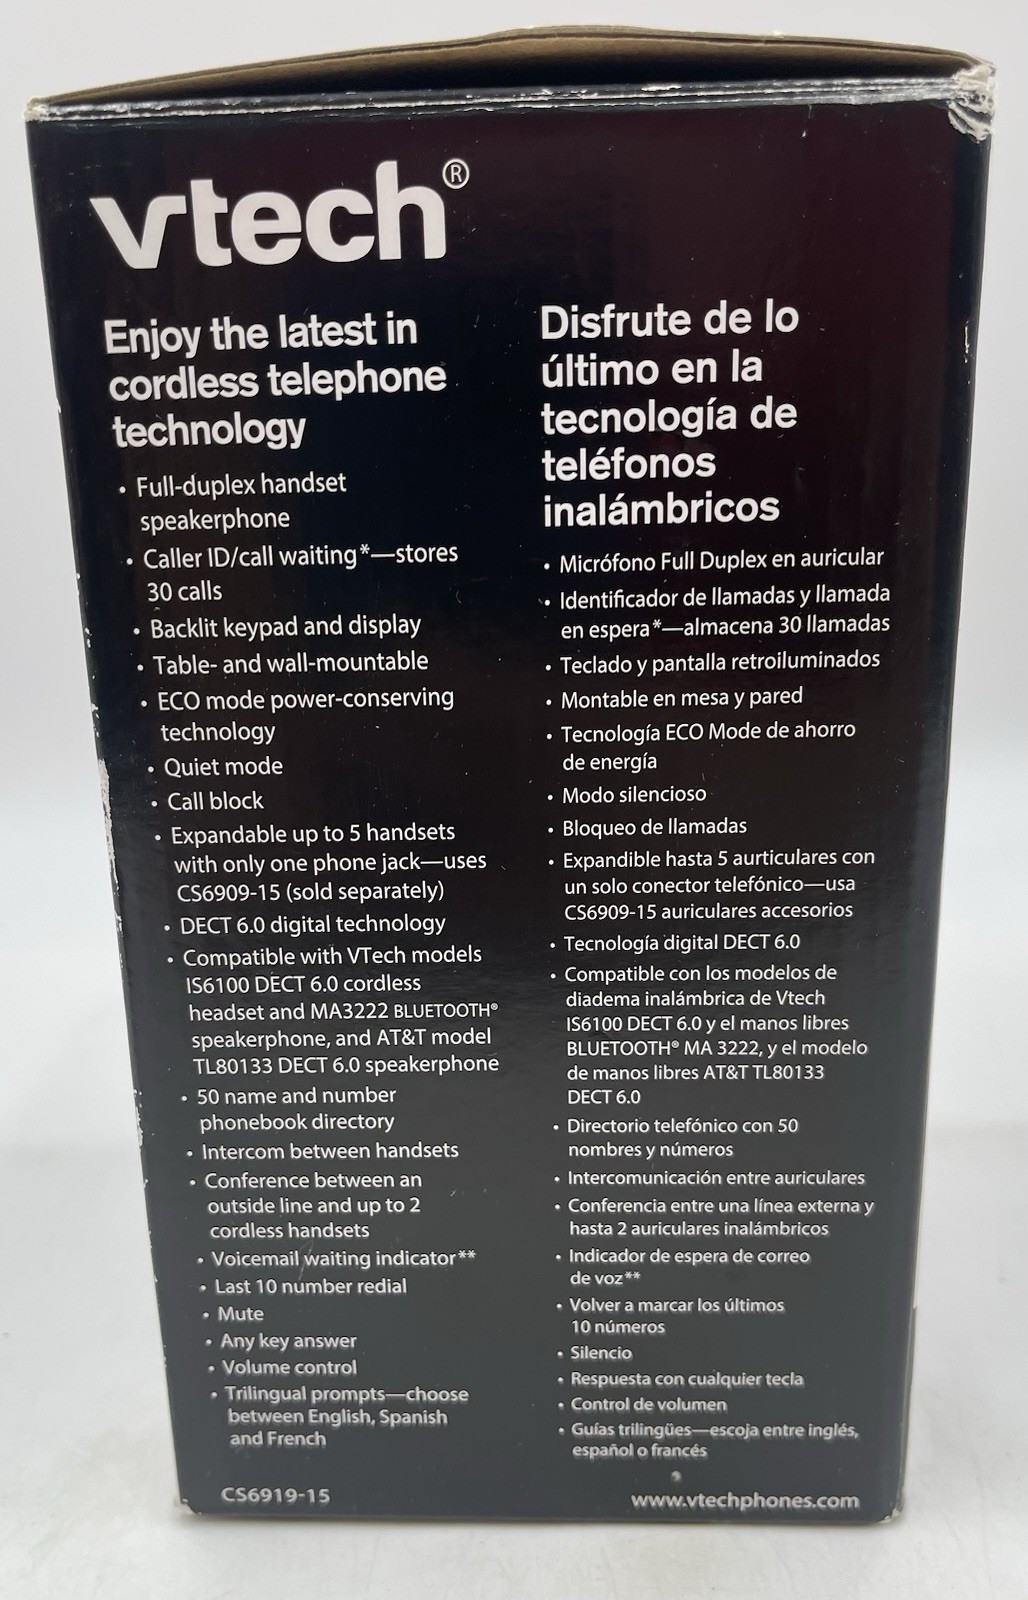 vtech®
Enjoy the latest in
cordless telephone
technology
• Full-duplex handset
speakerphone
• Caller ID/call waiting*—stores
30 calls
• Backlit keypad and display
• Table- and wall-mountable
• ECO mode power-conserving
technology
• Quiet mode
• Call block
• Expandable up to 5 handsets
with only one phone jack—uses
CS6909-15 (sold separately)
• DECT 6.0 digital technology
• Compatible with VTech models
IS6100 DECT 6.0 cordless
headset and MA3222 BLUETOOTH®
speakerphone, and AT&T model
TL80133 DECT 6.0 speakerphone
• 50 name and number
phonebook directory
• Intercom between handsets
• Conference between an
outside line and up to 2
cordless handsets
• Voicemail waiting indicator**
• Last 10 number redial
• Mute
• Any key answer
• Volume control
• Trilingual prompts—choose
between English, Spanish
and French
CS6919-15
Disfrute de lo
último en la
tecnología de
teléfonos
inalámbricos
• Micrófono Full Duplex en auricular
• Identificador de llamadas y llamada
en espera*—almacena 30 llamadas
• Teclado y pantalla retroiluminados
• Montable en mesa y pared
• Tecnología ECO Mode de ahorro
de energía
• Modo silencioso
• Bloqueo de llamadas
• Expandible hasta 5 aurticulares con
un solo conector telefónico—usa
CS6909-15 auriculares accesorios
• Tecnología digital DECT 6.0
• Compatible con los modelos de
diadema inalámbrica de Vtech
IS6100 DECT 6.0 y el manos libres
BLUETOOTH® MA 3222, y el modelo
de manos libres AT&T TL80133
DECT 6.0
• Directorio telefónico con 50
nombres y números
• Intercomunicación entre auriculares
• Conferencia entre una línea externa y
hasta 2 auriculares inalámbricos
• Indicador de espera de correo
de voz**
• Volver a marcar los últimos
10 números
• Silencio
• Respuesta con cualquier tecla
• Control de volumen
• Guías trilingües—escoja entre inglés,
español o francés
www.vtechphones.com